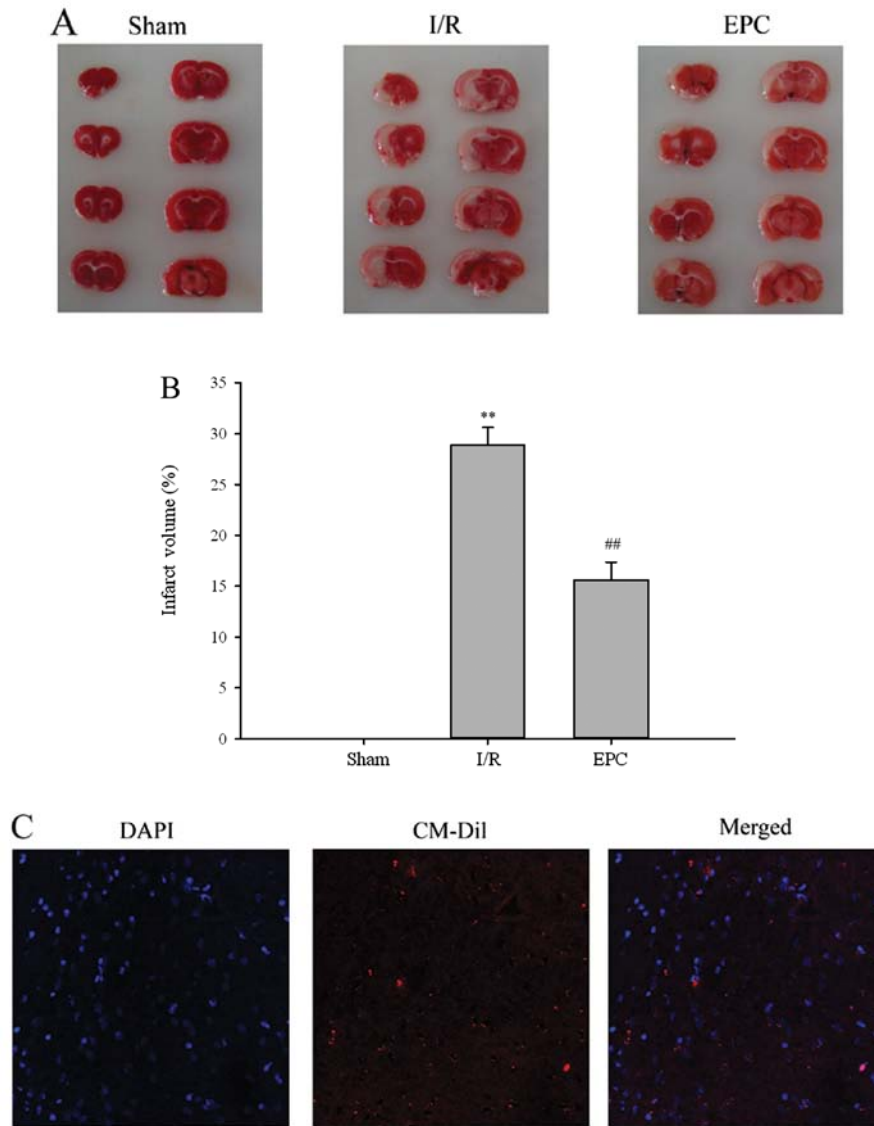 A
Sham
I/R
EPC
B
Infarct volume (%)
35
30
25
20
15
10
5
0
**
##
Sham
I/R
EPC
C
DAPI
CM-Dil
Merged